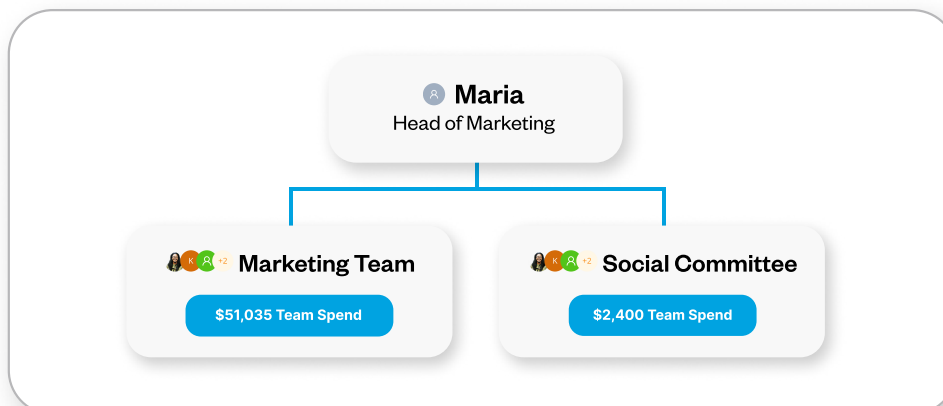 Maria
Head of Marketing
K +2 Marketing Team
$51,035 Team Spend
K +2 Social Committee
$2,400 Team Spend